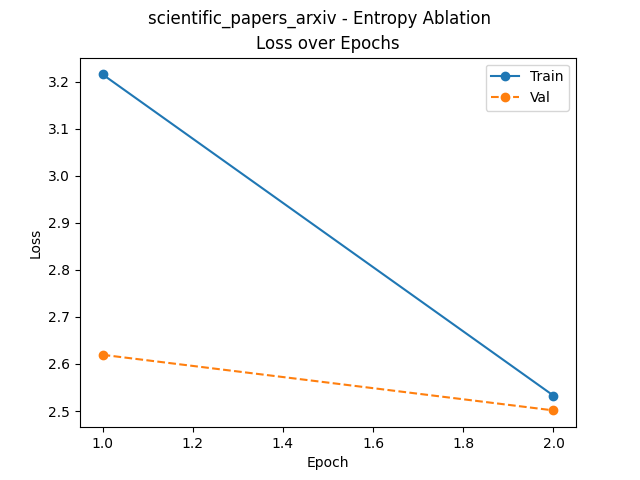 scientific_papers_arxiv - Entropy Ablation
Loss over Epochs
Train
Val
3.2
3.1
3.0
2.9
2.8
2.7
2.6
2.5
Loss
1.0 1.2 1.4 1.6 1.8 2.0
Epoch